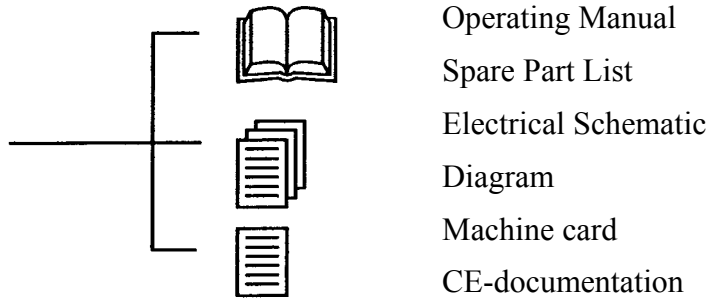 Operating Manual
Spare Part List
Electrical Schematic
Diagram
Machine card
CE-documentation